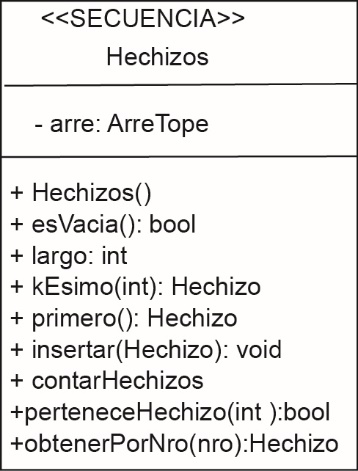 <<SECUENCIA>>
Hechizos
- arre: ArreTope
+ Hechizos()
+ esVacia(): bool
+ largo: int
+ kEsimo(int): Hechizo
+ primero(): Hechizo
+ insertar(Hechizo): void
+ contarHechizos
+perteneceHechizo(int ):bool
+obtenerPorNro(nro):Hechizo